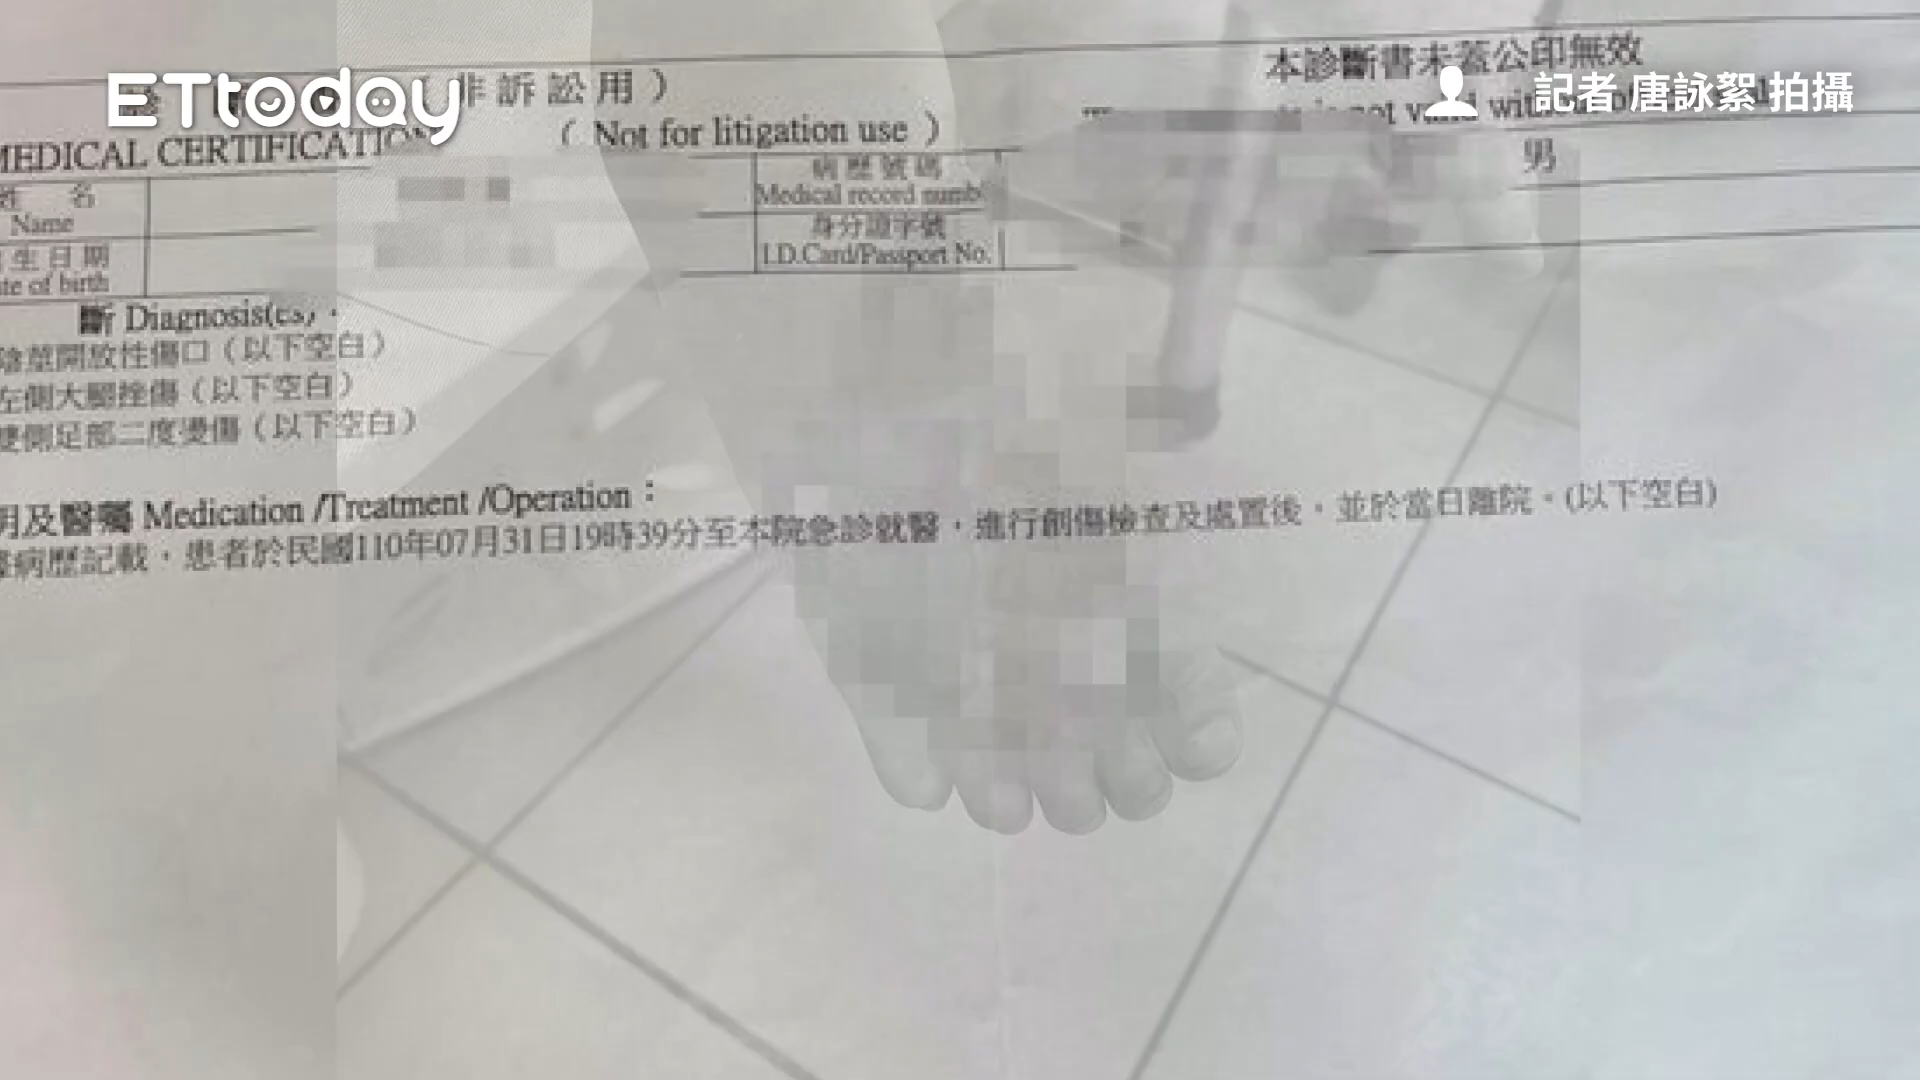 ETtoday
記者 唐詠絮 拍攝
本診斷書未蓋公印無效
非訴訟用）
MEDICAL CERTIFICATION
( Not for litigation use )
not valid
男
姓 名
Name
病歷號碼
Medical record numb
生日期
te of birth
身分證字號
I.D.Card/Passport No.
斷 Diagnosis(es)
陰莖開放性傷口（以下空白）
左側大腿挫傷（以下空白）
雙側足部二度燙傷（以下空白）
明及醫囑 Medication /Treatment /Operation：
據病歷記載，患者於民國110年07月31日19時39分至本院急診就醫，進行創傷檢查及處置後，並於當日離院。(以下空白)